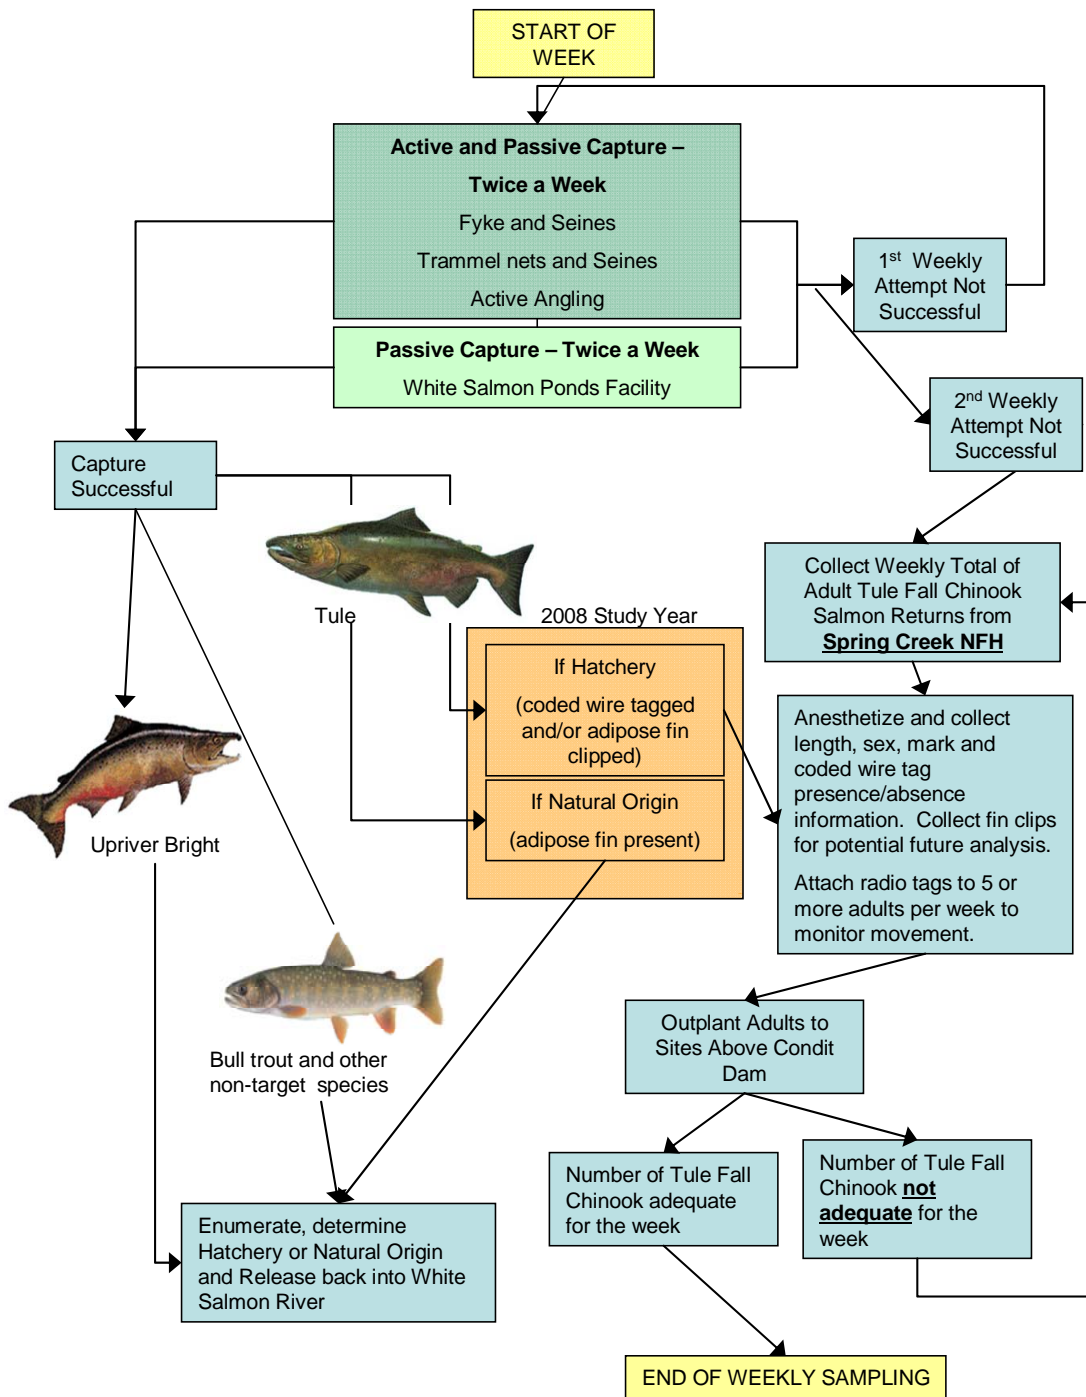 START OF
WEEK
Active and Passive Capture –
Twice a Week
Fyke and Seines
Trammel nets and Seines
Active Angling
Passive Capture – Twice a Week
White Salmon Ponds Facility
1st Weekly
Attempt Not
Successful
2nd Weekly
Attempt Not
Successful
Capture
Successful
Tule
2008 Study Year
If Hatchery
(coded wire tagged
and/or adipose fin
clipped)
If Natural Origin
(adipose fin present)
Collect Weekly Total of
Adult Tule Fall Chinook
Salmon Returns from
Spring Creek NFH
Anesthetize and collect
length, sex, mark and
coded wire tag
presence/absence
information. Collect fin clips
for potential future analysis.
Attach radio tags to 5 or
more adults per week to
monitor movement.
Upriver Bright
Bull trout and other
non-target species
Outplant Adults to
Sites Above Condit
Dam
Number of Tule Fall
Chinook adequate
for the week
Number of Tule Fall
Chinook not
adequate for the
week
Enumerate, determine
Hatchery or Natural Origin
and Release back into White
Salmon River
END OF WEEKLY SAMPLING